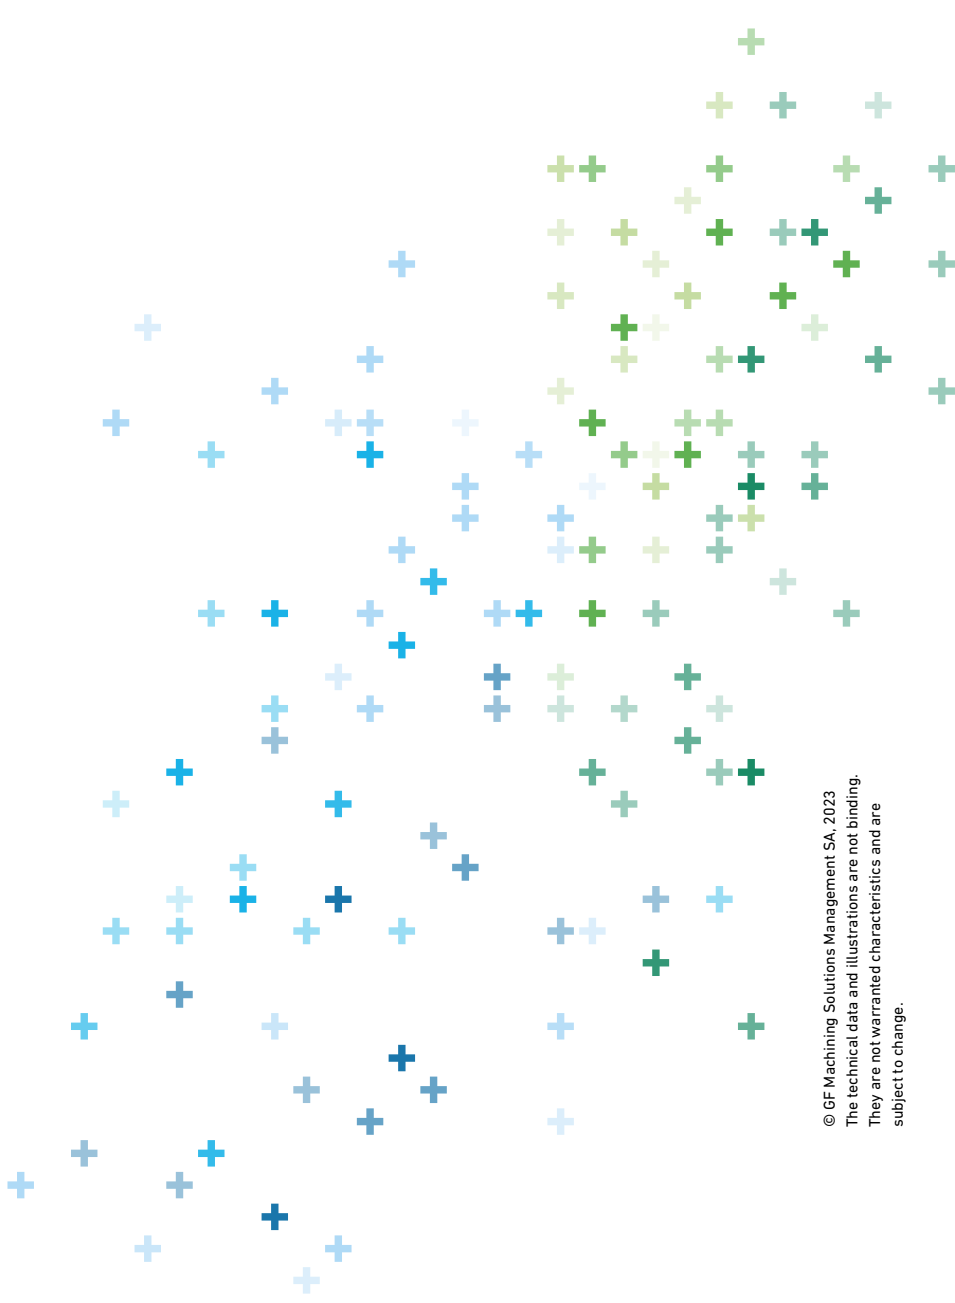 © GF Machining Solutions Management SA, 2023
The technical data and illustrations are not binding.
They are not warranted characteristics and are
subject to change.